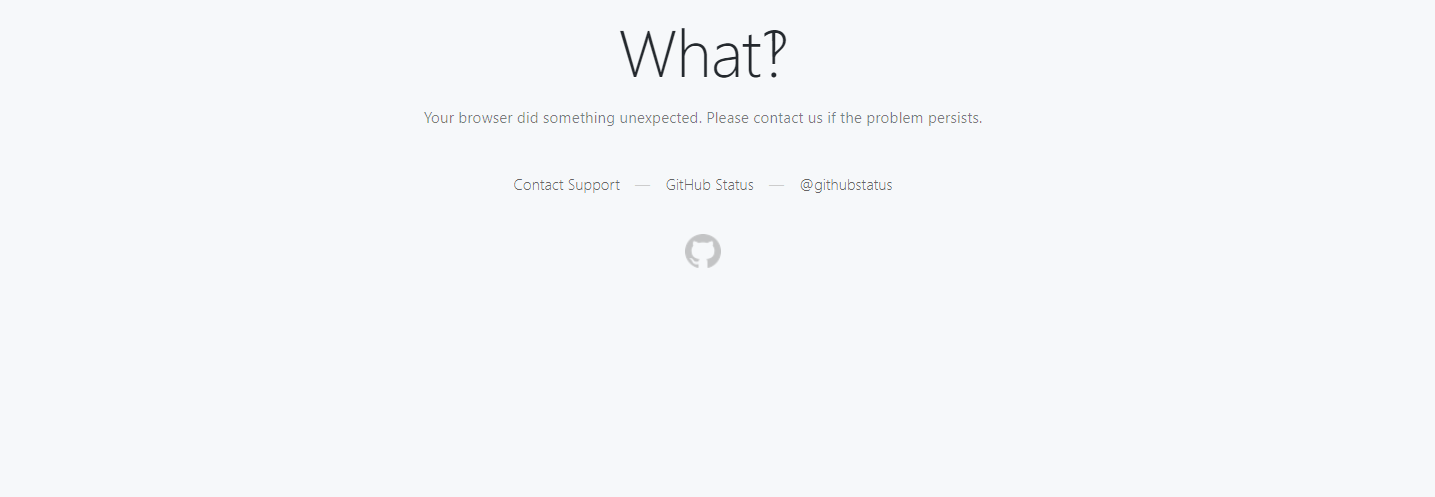 What‽
Your browser did something unexpected. Please contact us if the problem persists.
Contact Support — GitHub Status — @githubstatus